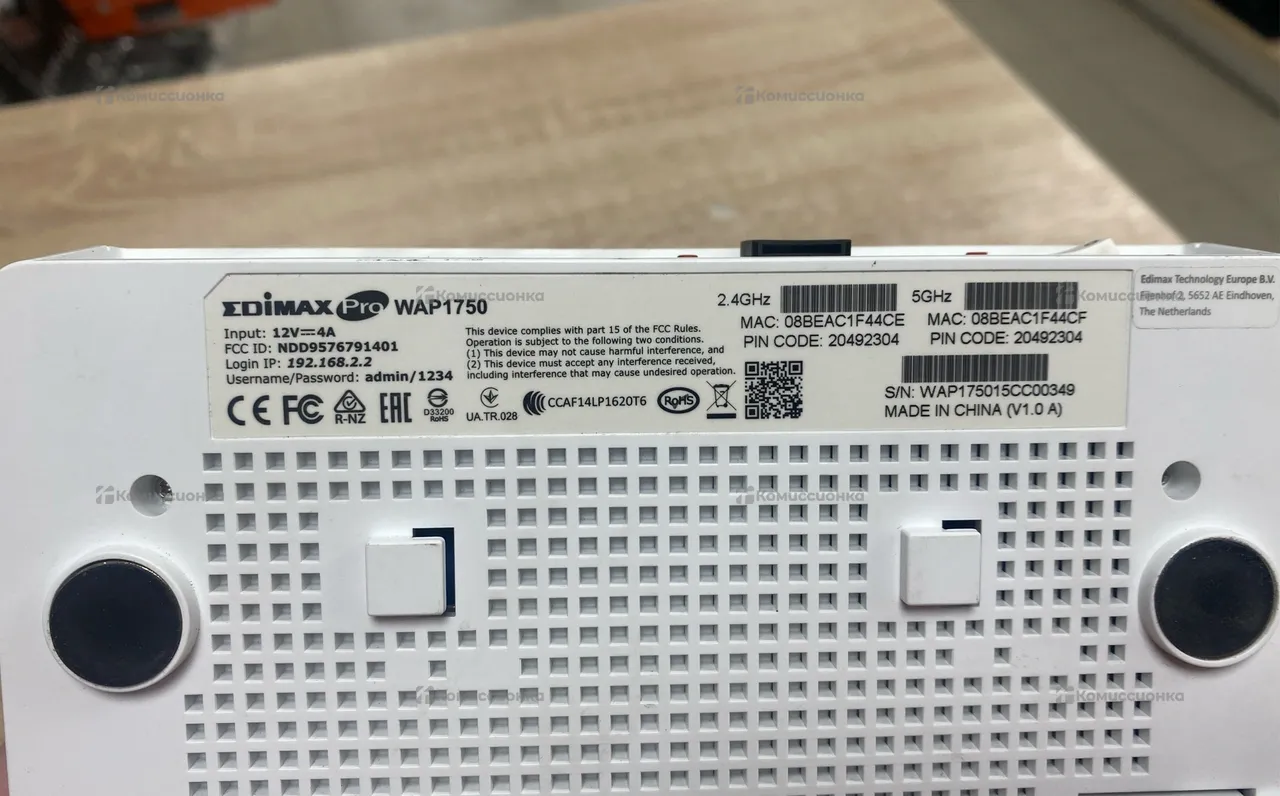 EDIMAX Pro WAP1750
Input: 12V⎓4A
FCC ID: NDD9576791401
Login IP: 192.168.2.2
Username/Password: admin/1234
CE FC R-NZ EAC D33200 RoHS
This device complies with part 15 of the FCC Rules.
Operation is subject to the following two conditions.
(1) This device may not cause harmful interference, and
(2) This device must accept any interference received,
including interference that may cause undesired operation.
UA.TR.028 CCAF14LP1620T6 RoHS
2.4GHz
MAC: 08BEAC1F44CE
PIN CODE: 20492304
5GHz
MAC: 08BEAC1F44CF
PIN CODE: 20492304
S/N: WAP175015CC00349
MADE IN CHINA (V1.0 A)
Edimax Technology Europe B.V.
Fijenhof 2, 5652 AE Eindhoven,
The Netherlands
Комиссионка
Комиссионка
Комиссионка
Комиссионка
Комиссионка
Комиссионка
Комиссионка
Комиссионка